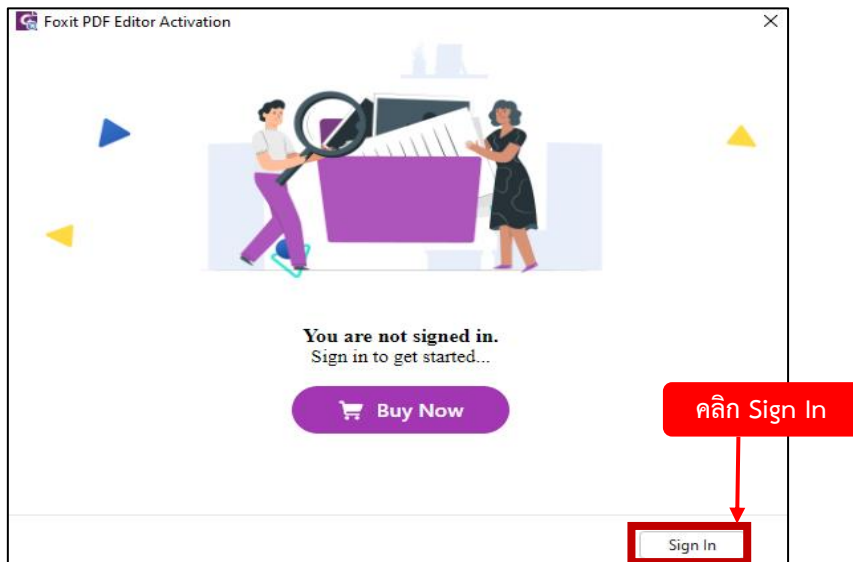 Foxit PDF Editor Activation
You are not signed in.
Sign in to get started...
Buy Now
คลิก Sign In
Sign In